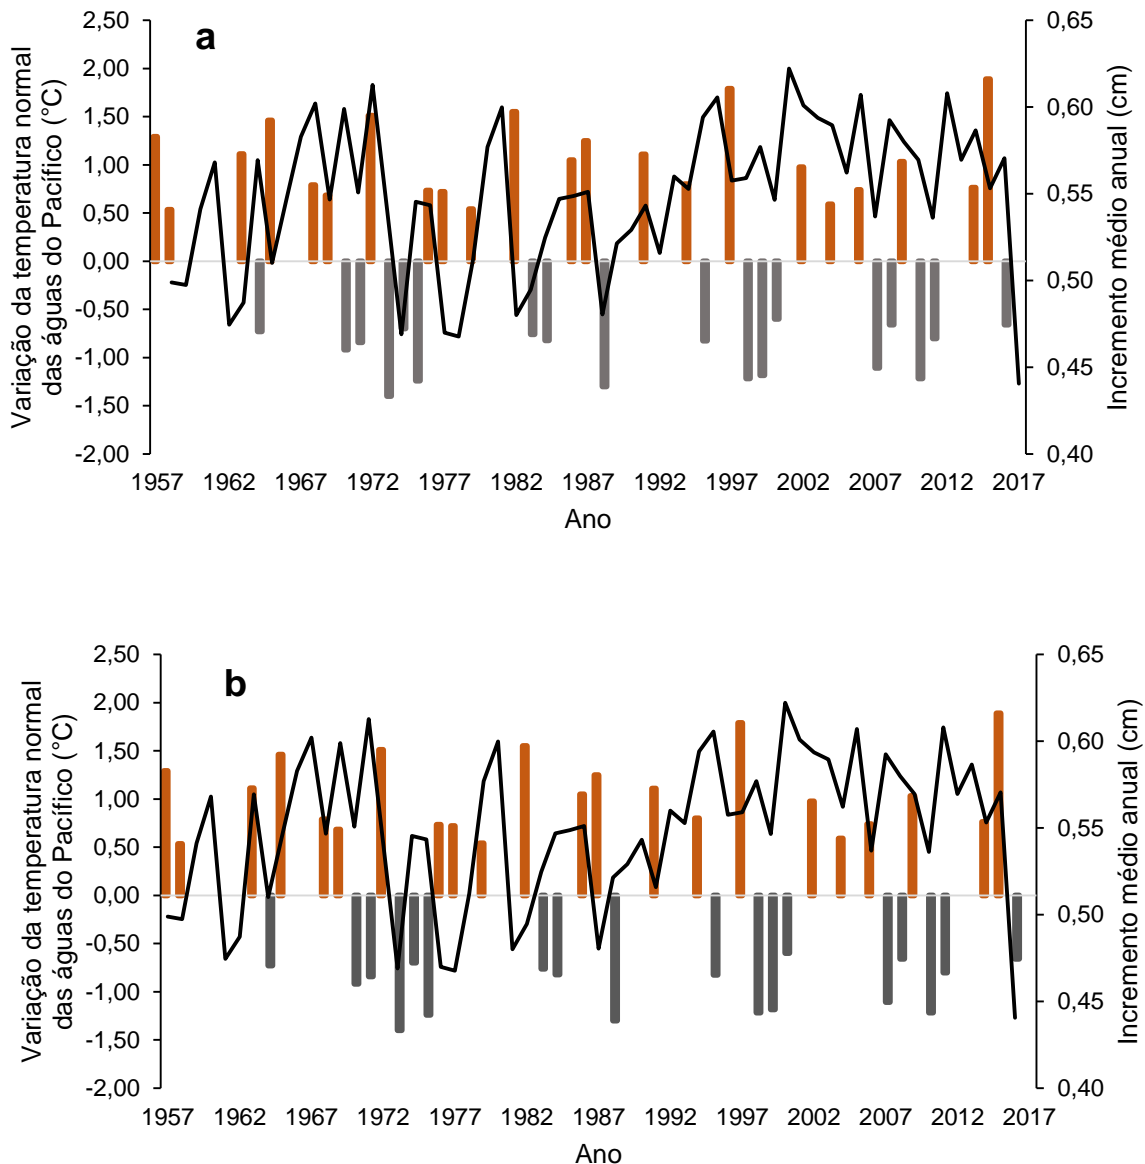 a
Variação da temperatura normal
das águas do Pacífico (°C)
2,50
2,00
1,50
1,00
0,50
0,00
-0,50
-1,00
-1,50
-2,00
0,65
0,60
0,55
0,50
0,45
0,40
Incremento médio anual (cm)
1957 1962 1967 1972 1977 1982 1987 1992 1997 2002 2007 2012 2017
Ano
b
Variação da temperatura normal
das águas do Pacífico (°C)
2,50
2,00
1,50
1,00
0,50
0,00
-0,50
-1,00
-1,50
-2,00
0,65
0,60
0,55
0,50
0,45
0,40
Incremento médio anual (cm)
1957 1962 1967 1972 1977 1982 1987 1992 1997 2002 2007 2012 2017
Ano